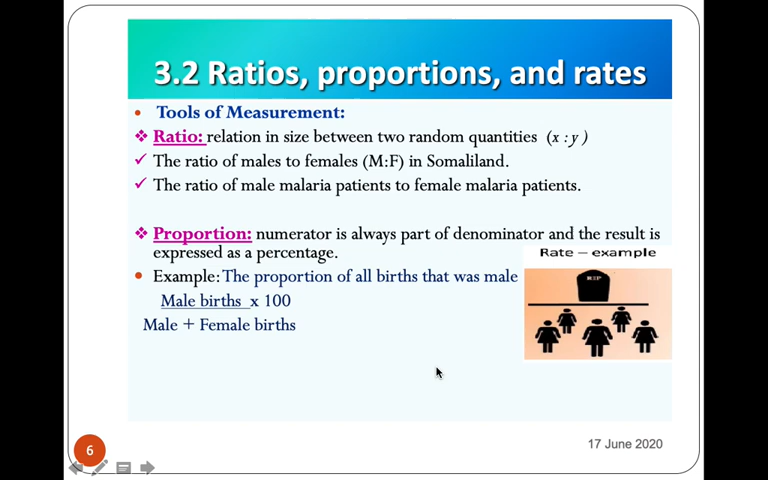 3.2 Ratios, proportions, and rates
• Tools of Measurement:
❖ Ratio: relation in size between two random quantities (x : y )
✓ The ratio of males to females (M:F) in Somaliland.
✓ The ratio of male malaria patients to female malaria patients.
❖ Proportion: numerator is always part of denominator and the result is
expressed as a percentage.
Rate – example
• Example: The proportion of all births that was male
RIP
Male births x 100
Male + Female births
6
17 June 2020